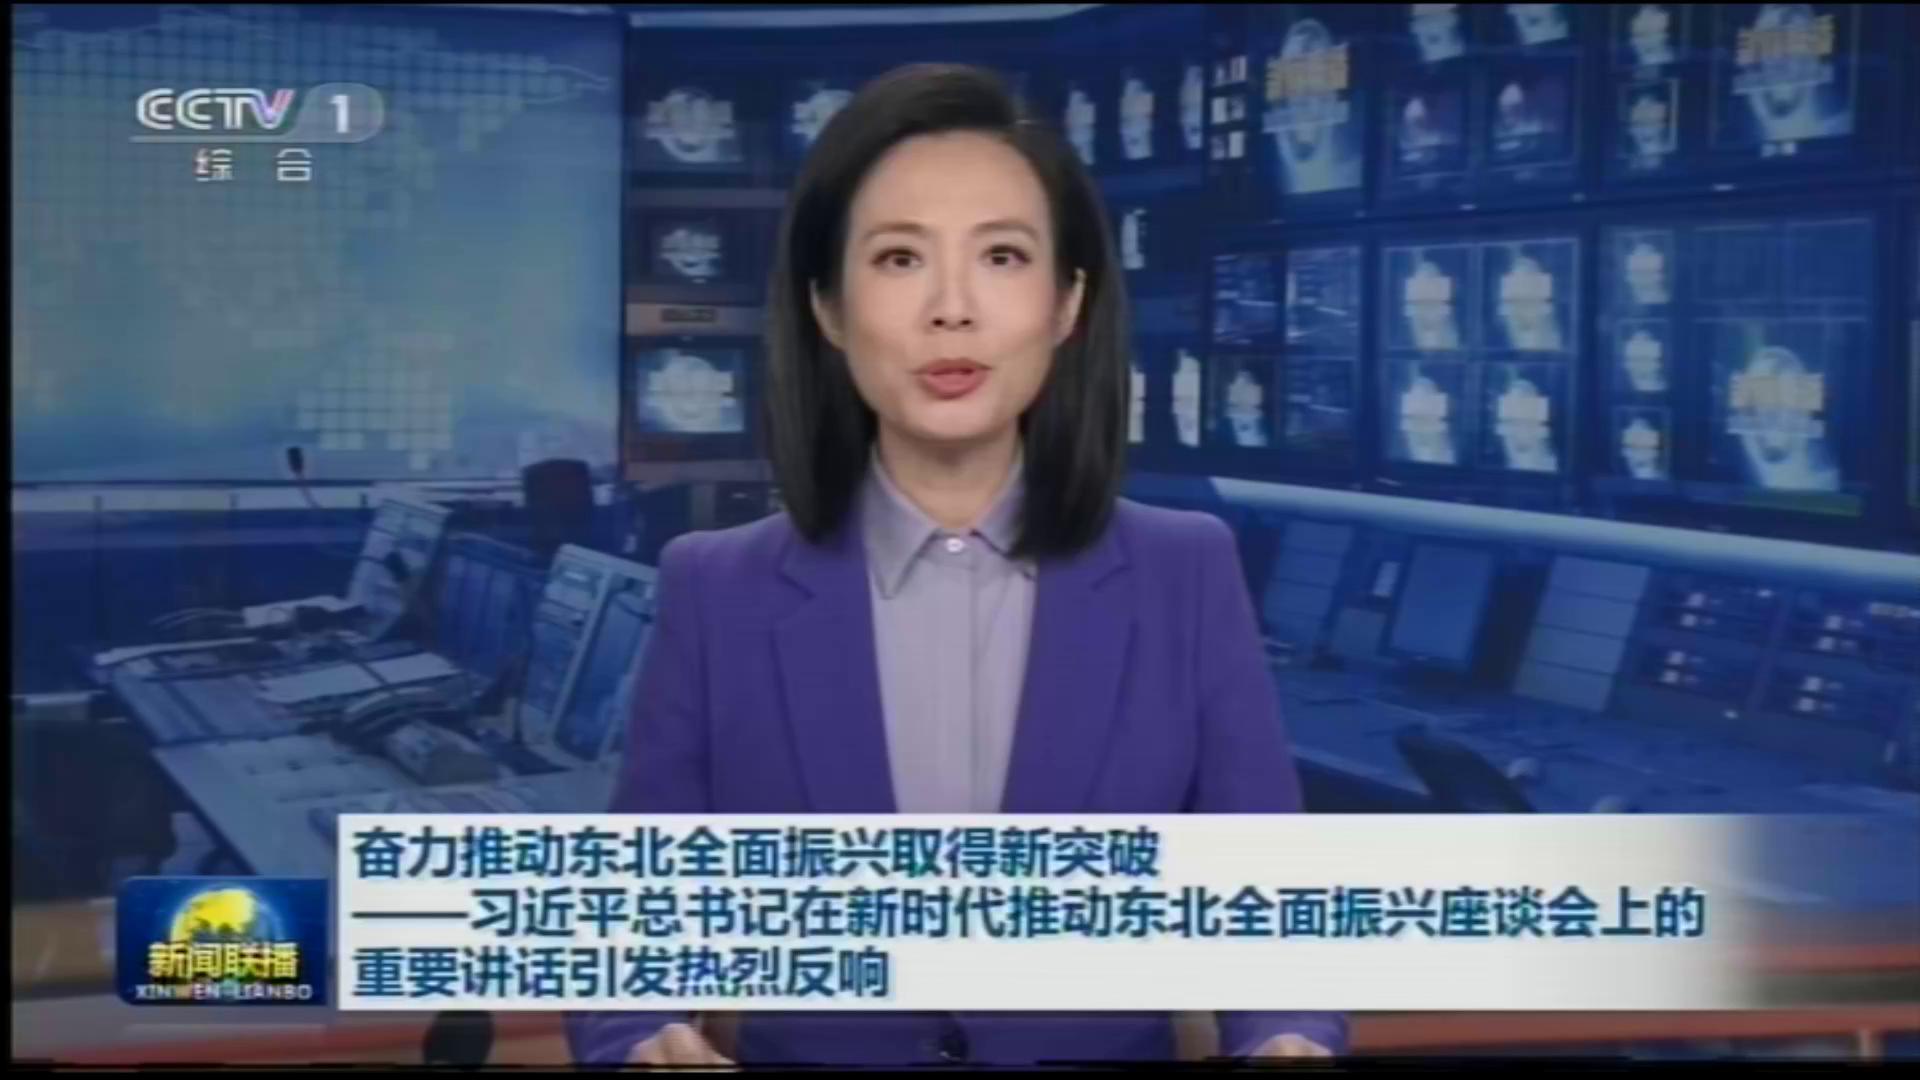 CCTV 1
综 合
奋力推动东北全面振兴取得新突破
——习近平总书记在新时代推动东北全面振兴座谈会上的
重要讲话引发热烈反响
新闻联播
XINWEN LIANBO